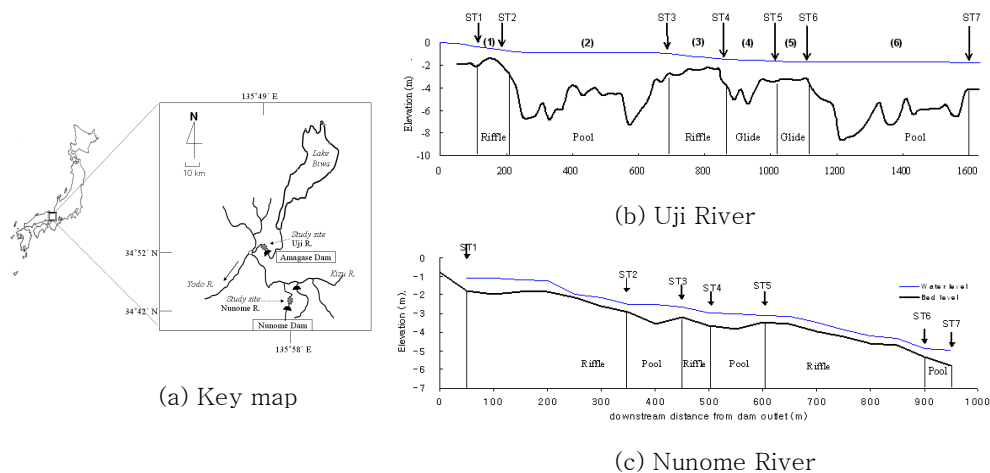 135°49′ E
N
10 km
Lake
Biwa
Study site
Uji R.
34°52′ N
Amagase Dam
Yodo R.
Kizu R.
Study site
Nunome R.
34°42′ N
Nunome Dam
135°58′ E
(a) Key map
ST1 ST2 ST3 ST4 ST5 ST6 ST7
(1) (2) (3) (4) (5) (6)
Elevation (m)
0
-2
-4
-6
-8
-10
Riffle Pool Riffle Glide Glide Pool
0 200 400 600 800 1000 1200 1400 1600
(b) Uji River
ST1 ST2 ST3 ST4 ST5 ST6 ST7
Water level
Bed level
Elevation (m)
0
-1
-2
-3
-4
-5
-6
-7
Riffle Pool Riffle Pool Riffle Pool
0 100 200 300 400 500 600 700 800 900 1000
downstream distance from dam outlet (m)
(c) Nunome River